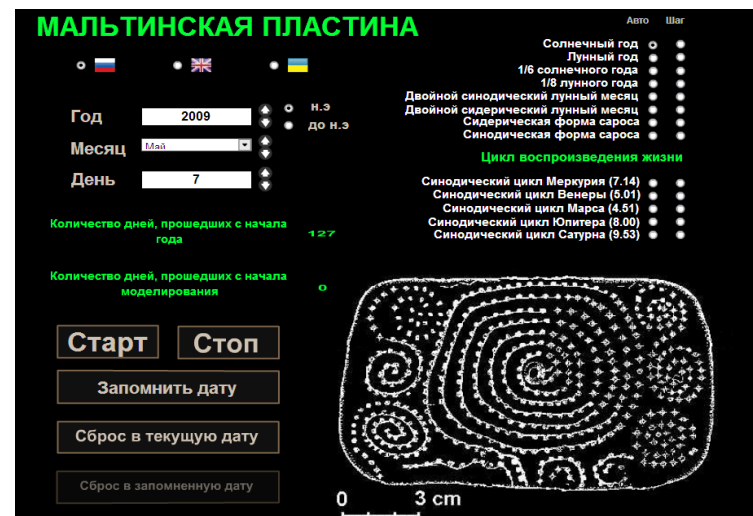 МАЛЬТИНСКАЯ ПЛАСТИНА
Авто Шаг
Солнечный год
Лунный год
1/6 солнечного года
1/8 лунного года
Двойной синодический лунный месяц
Двойной сидерический лунный месяц
Сидерическая форма сароса
Синодическая форма сароса
Цикл воспроизведения жизни
Синодический цикл Меркурия (7.14)
Синодический цикл Венеры (5.01)
Синодический цикл Марса (4.51)
Синодический цикл Юпитера (8.00)
Синодический цикл Сатурна (9.53)
Год 2009 н.э
до н.э
Месяц Май
День 7
Количество дней, прошедших с начала
года 127
Количество дней, прошедших с начала
моделирования 0
Старт Стоп
Запомнить дату
Сброс в текущую дату
Сброс в запомненную дату
0 3 cm